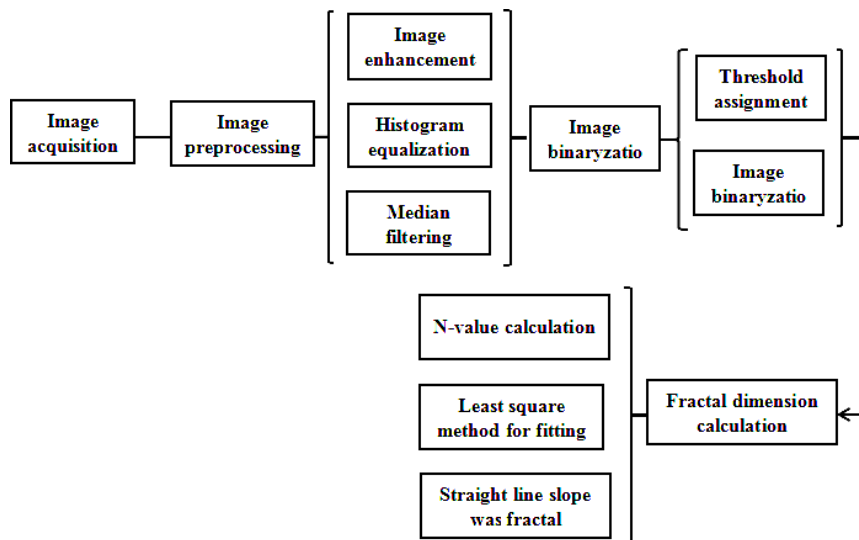 Image
acquisition
Image
preprocessing
Image
enhancement
Histogram
equalization
Median
filtering
Image
binaryzatio
Threshold
assignment
Image
binaryzatio
N-value calculation
Least square
method for fitting
Straight line slope
was fractal
Fractal dimension
calculation